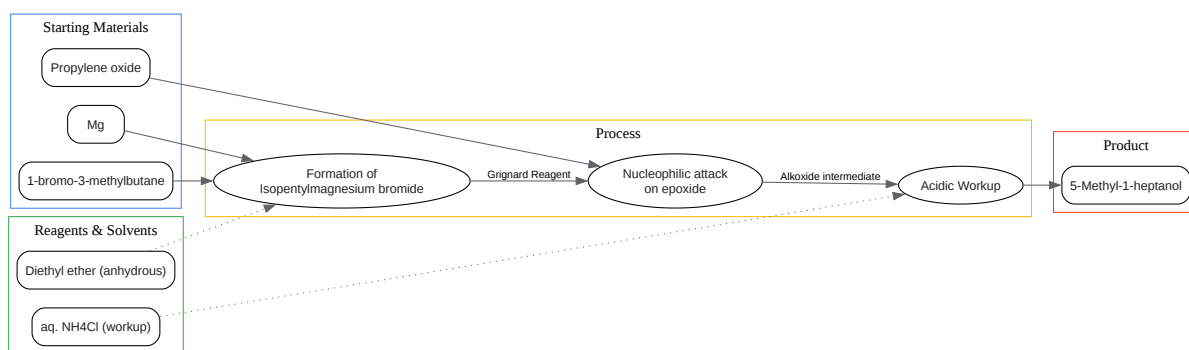 Starting Materials
Propylene oxide
Mg
1-bromo-3-methylbutane
Reagents & Solvents
Diethyl ether (anhydrous)
aq. NH4Cl (workup)
Process
Formation of
Isopentylmagnesium bromide
Grignard Reagent
Nucleophilic attack
on epoxide
Alkoxide intermediate
Acidic Workup
Product
5-Methyl-1-heptanol